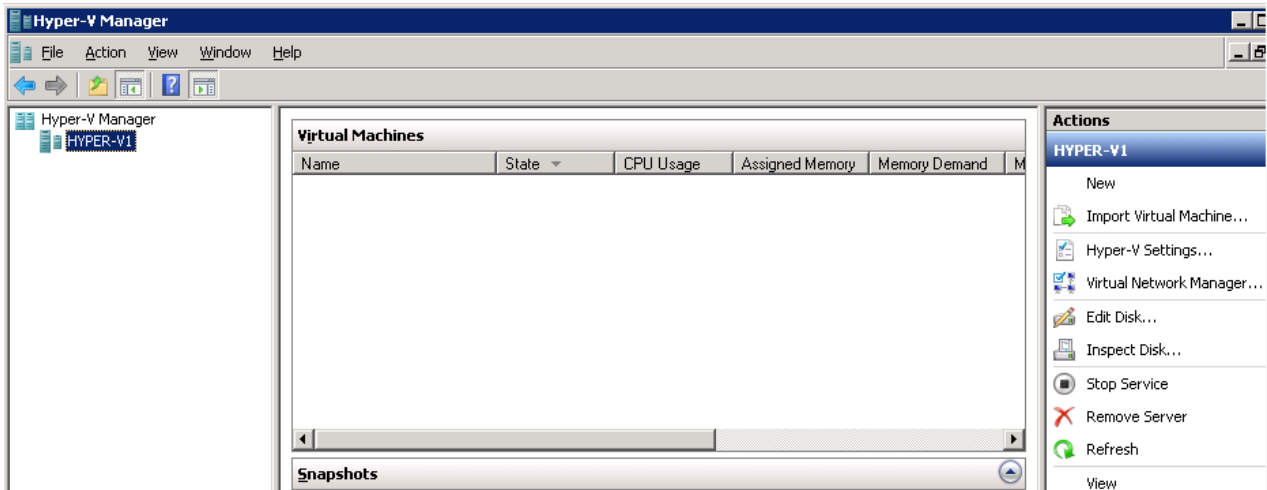 Hyper-V Manager
File Action View Window Help
Hyper-V Manager
HYPER-V1
Virtual Machines
Name State CPU Usage Assigned Memory Memory Demand M
Snapshots
Actions
HYPER-V1
New
Import Virtual Machine...
Hyper-V Settings...
Virtual Network Manager...
Edit Disk...
Inspect Disk...
Stop Service
Remove Server
Refresh
View